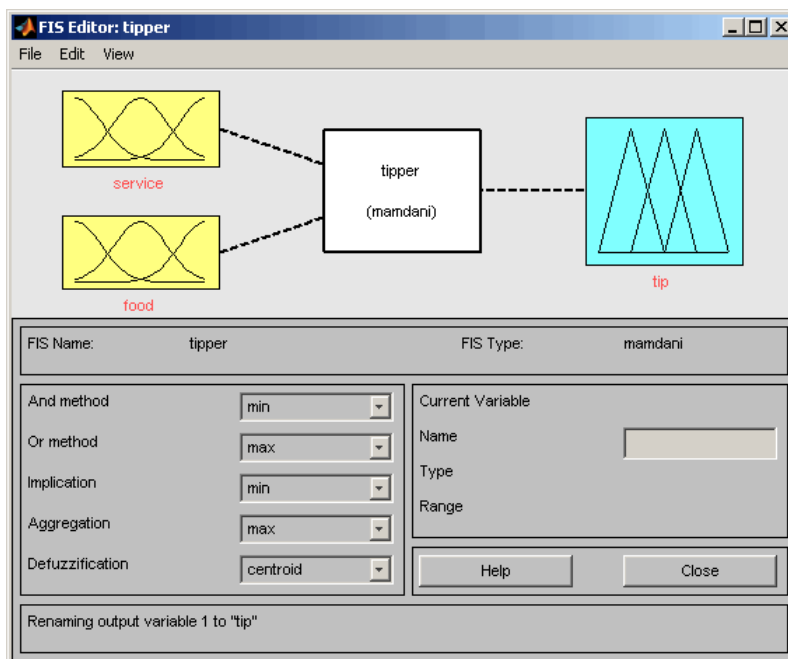 FIS Editor: tipper
File Edit View
service
food
tipper
(mamdani)
tip
FIS Name: tipper FIS Type: mamdani
And method min
Or method max
Implication min
Aggregation max
Defuzzification centroid
Current Variable
Name
Type
Range
Help Close
Renaming output variable 1 to "tip"